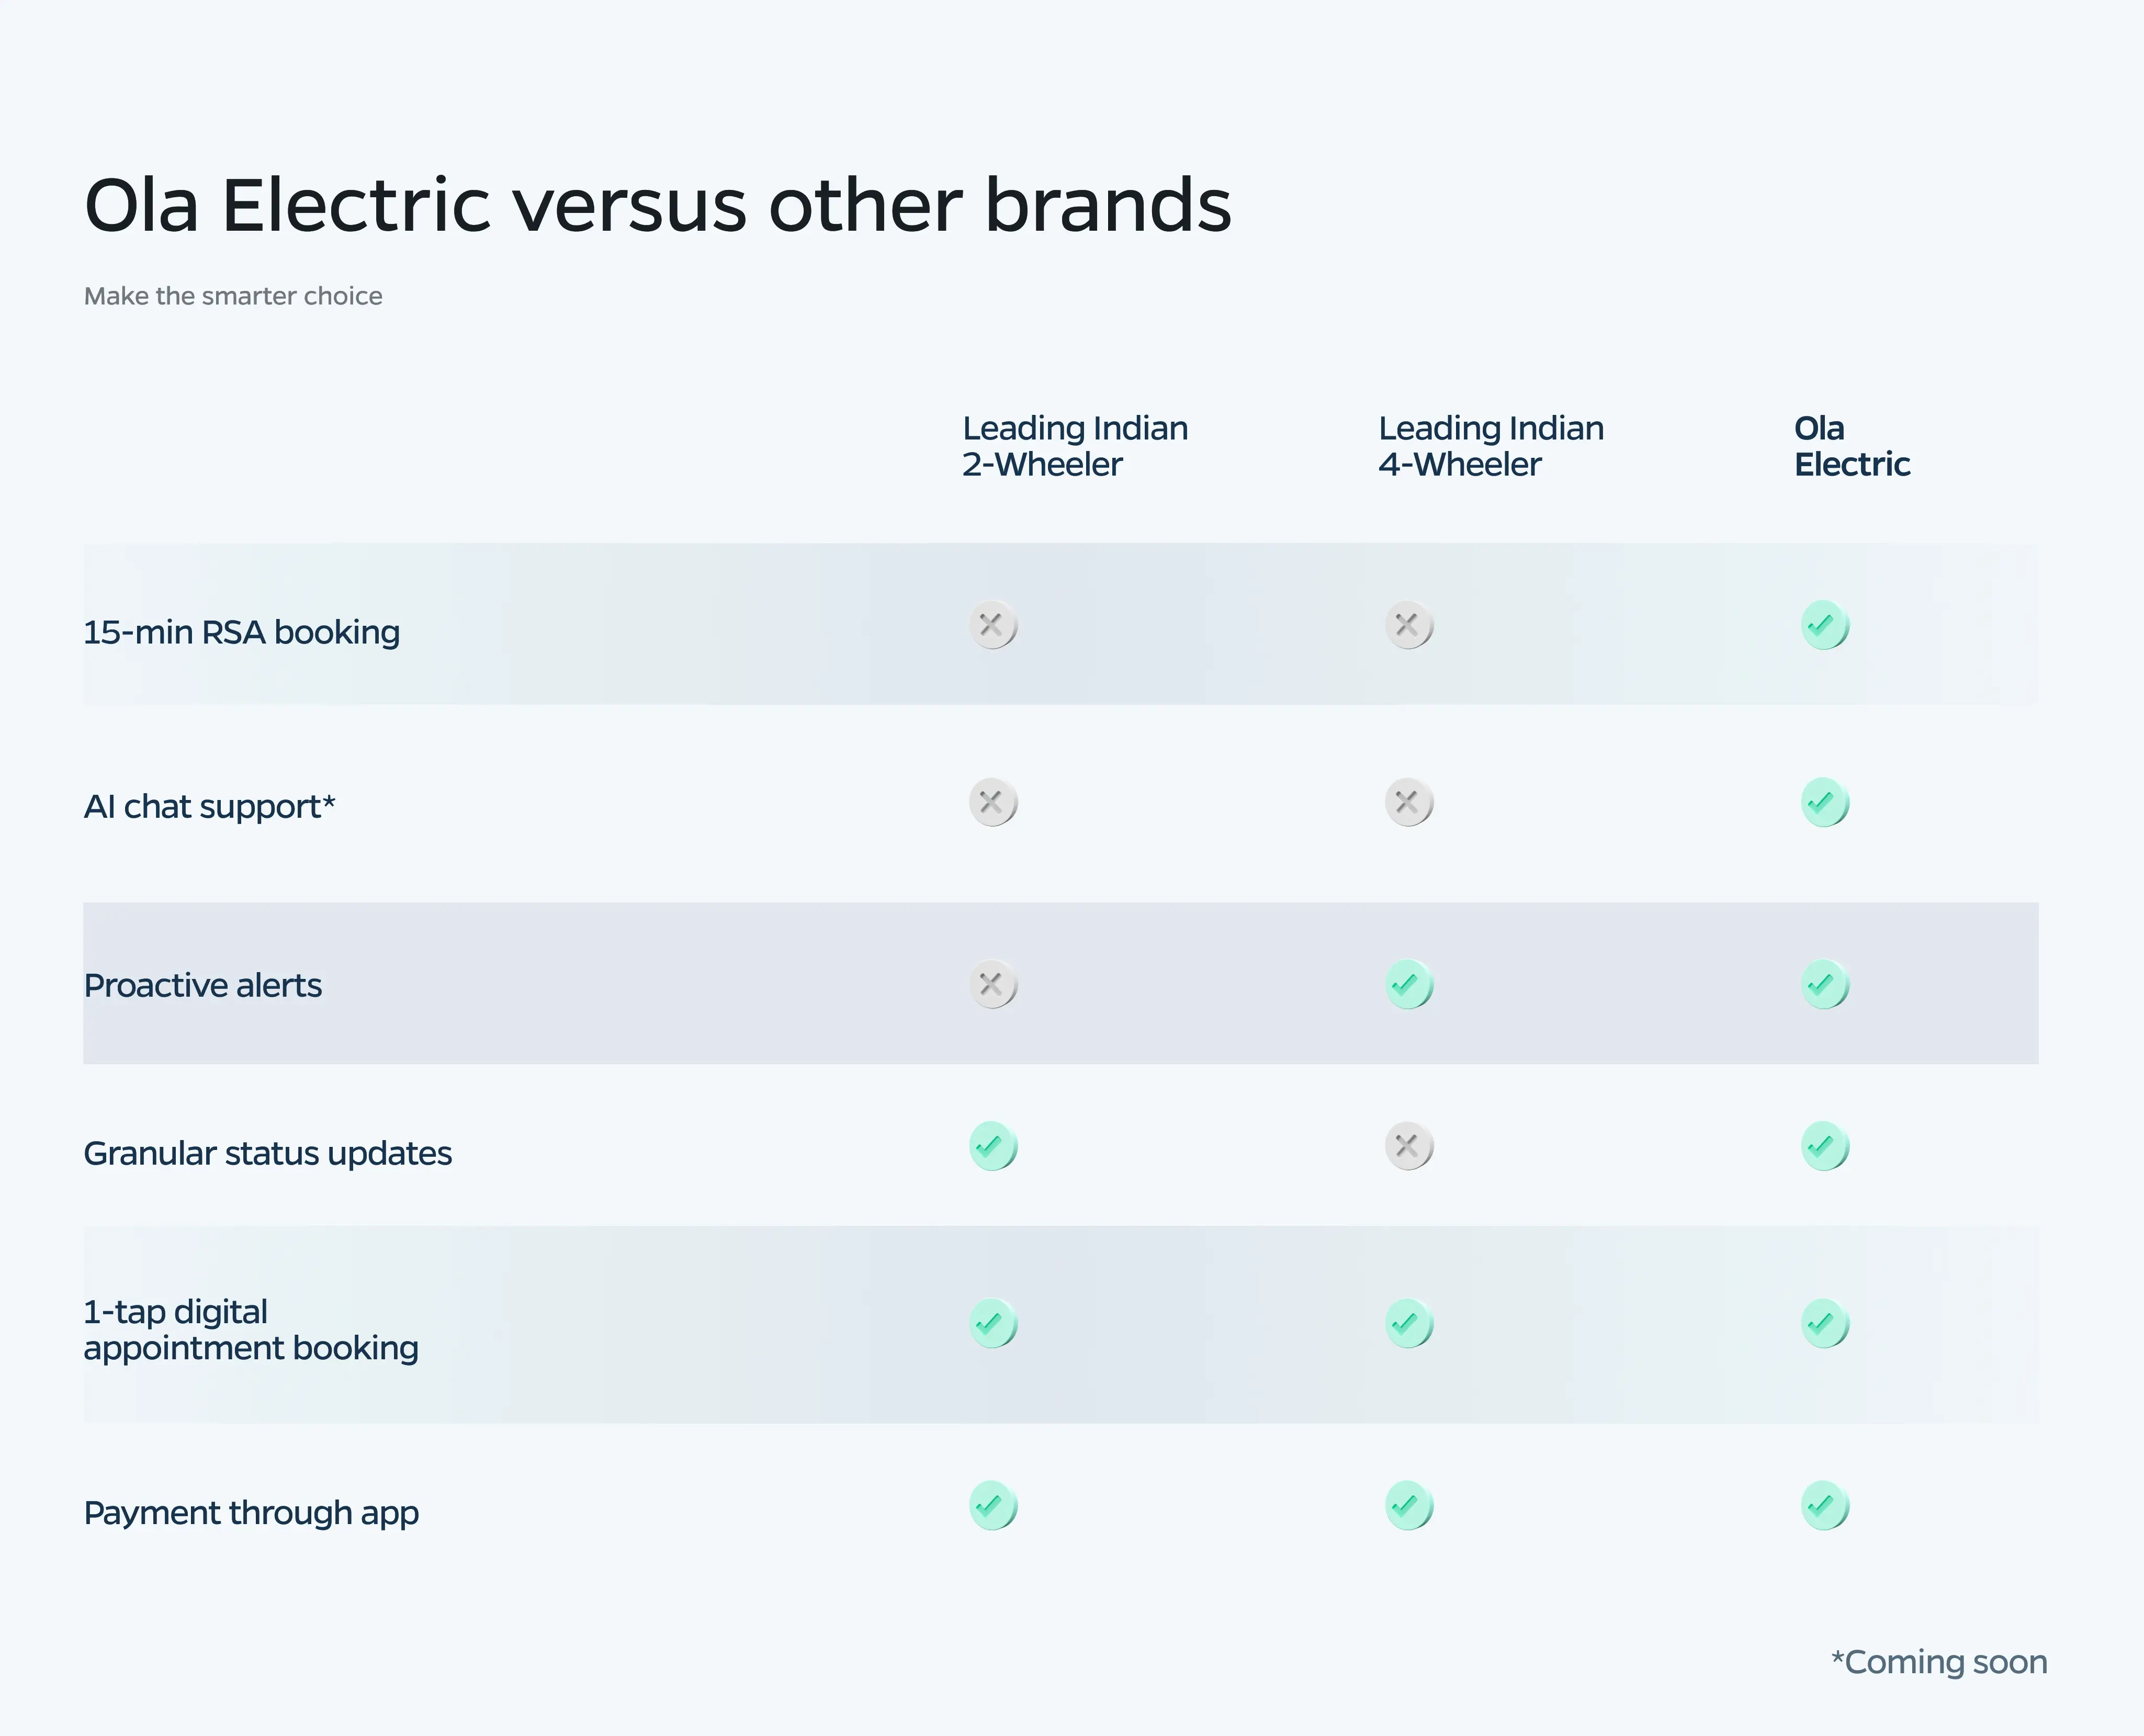 Ola Electric versus other brands
Make the smarter choice
Leading Indian
2-Wheeler
Leading Indian
4-Wheeler
Ola
Electric
15-min RSA booking
AI chat support*
Proactive alerts
Granular status updates
1-tap digital
appointment booking
Payment through app
*Coming soon